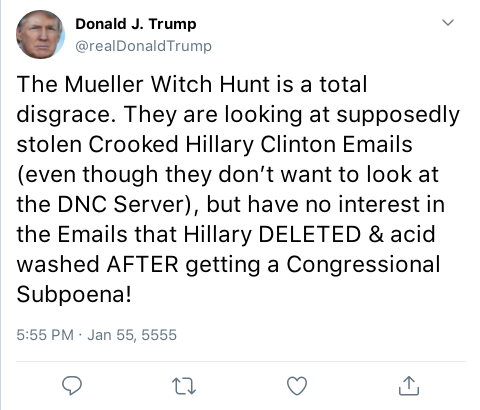 Donald J. Trump
@realDonaldTrump
The Mueller Witch Hunt is a total
disgrace. They are looking at supposedly
stolen Crooked Hillary Clinton Emails
(even though they don’t want to look at
the DNC Server), but have no interest in
the Emails that Hillary DELETED & acid
washed AFTER getting a Congressional
Subpoena!
5:55 PM · Jan 55, 5555